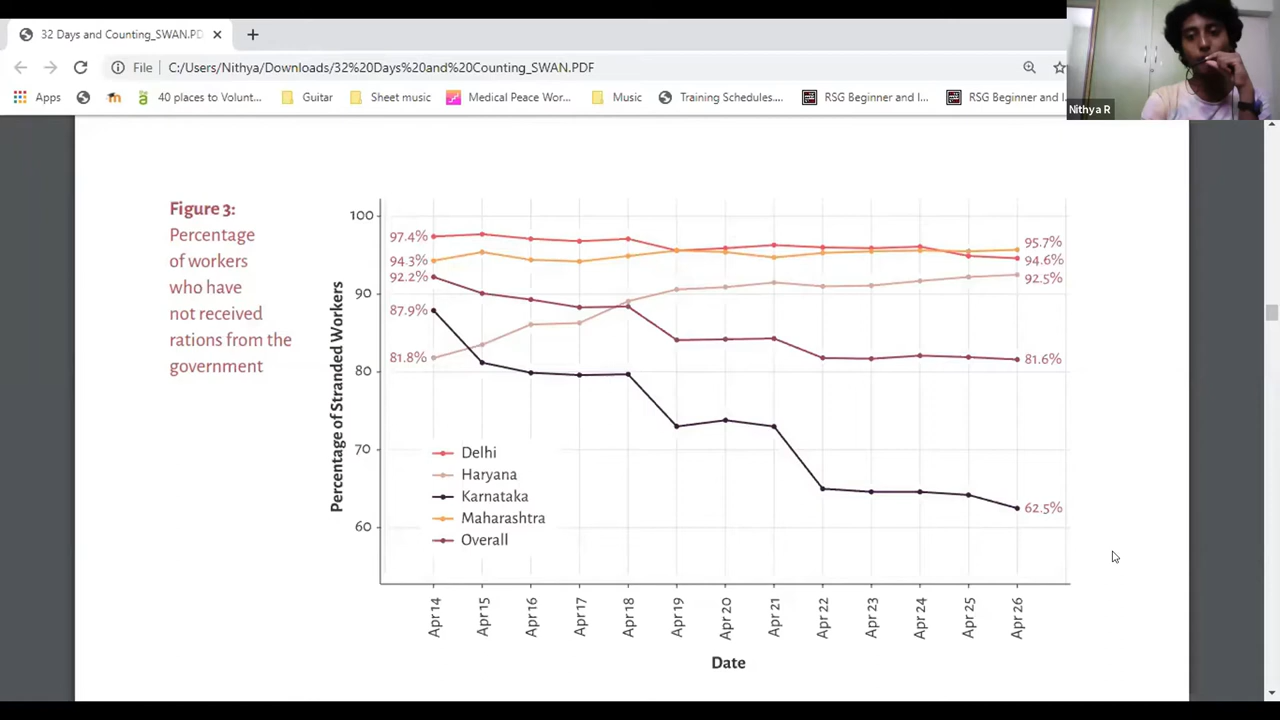 32 Days and Counting_SWAN.PD
File
C:/Users/Nithya/Downloads/32%20Days%20and%20Counting_SWAN.PDF
Apps
40 places to Volunt...
Guitar
Sheet music
Medical Peace Wor...
Music
Training Schedules....
RSG Beginner and I...
RSG Beginner and I
Nithya R
Figure 3:
Percentage
of workers
who have
not received
rations from the
government
Percentage of Stranded Workers
100
90
80
70
60
97.4%
94.3%
92.2%
87.9%
81.8%
95.7%
94.6%
92.5%
81.6%
62.5%
Delhi
Haryana
Karnataka
Maharashtra
Overall
Apr 14
Apr 15
Apr 16
Apr 17
Apr 18
Apr 19
Apr 20
Apr 21
Apr 22
Apr 23
Apr 24
Apr 25
Apr 26
Date